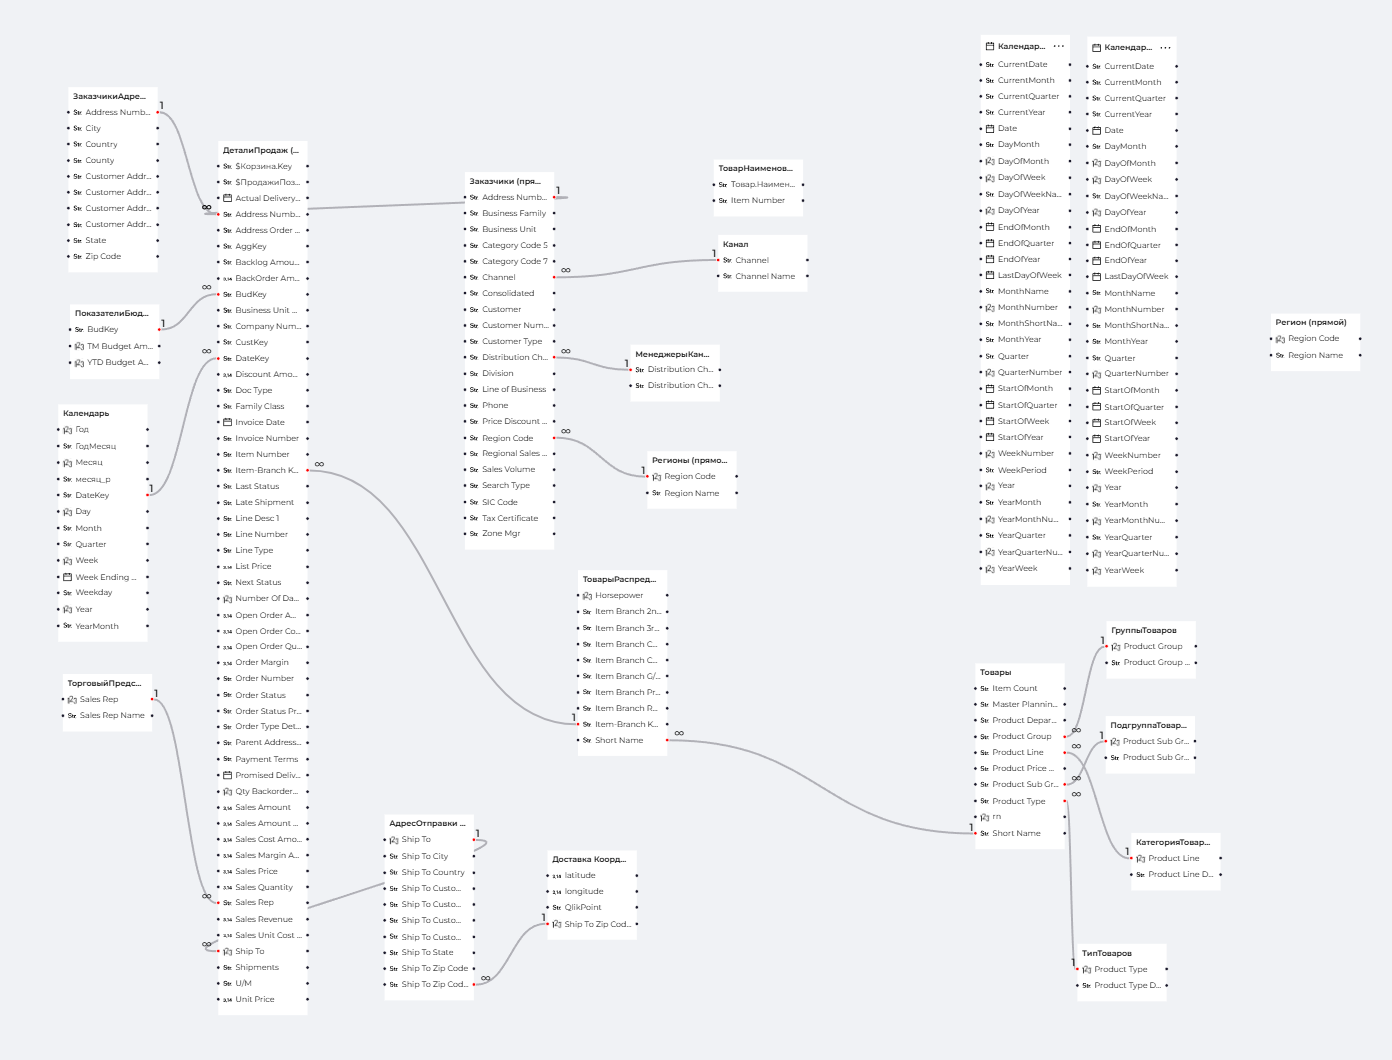 ЗаказчикиАдре...
Address Numb...
City
Country
County
Customer Addr...
Customer Addr...
Customer Addr...
Customer Addr...
State
Zip Code
1
ПоказателиБюд...
BudKey
TM Budget Am...
YTD Budget A...
1
Календарь
Год
ГодМесяц
Месяц
месяц_р
DateKey
Day
Month
Quarter
Week
Week Ending ...
Weekday
Year
YearMonth
1
ТорговыйПредс...
Sales Rep
Sales Rep Name
1
ДеталиПродаж (...
$Корзина.Key
$ПродажиПоз...
Actual Delivery...
Address Numb...
Address Order ...
AggKey
Backlog Amou...
BackOrder Am...
BudKey
Business Unit ...
Company Num...
CustKey
DateKey
Discount Amo...
Doc Type
Family Class
Invoice Date
Invoice Number
Item Number
Item-Branch K...
Last Status
Late Shipment
Line Desc 1
Line Number
Line Type
List Price
Next Status
Number Of Da...
Open Order A...
Open Order Co...
Open Order Qu...
Order Margin
Order Number
Order Status
Order Status Pr...
Order Type Det...
Parent Address...
Payment Terms
Promised Deliv...
Qty Backorder...
Sales Amount
Sales Amount ...
Sales Cost Amo...
Sales Margin A...
Sales Price
Sales Quantity
Sales Rep
Sales Revenue
Sales Unit Cost ...
Ship To
Shipments
U/M
Unit Price
∞
∞
∞
∞
∞
∞
Заказчики (пря...
Address Numb...
Business Family
Business Unit
Category Code 5
Category Code 7
Channel
Consolidated
Customer
Customer Num...
Customer Type
Distribution Ch...
Division
Line of Business
Phone
Price Discount ...
Region Code
Regional Sales ...
Sales Volume
Search Type
SIC Code
Tax Certificate
Zone Mgr
1
∞
∞
∞
ТоварНаименов...
Товар.Наимен...
Item Number
Канал
Channel
Channel Name
1
МенеджерыКан...
Distribution Ch...
Distribution Ch...
1
Регионы (прямо...
Region Code
Region Name
1
ТоварыРаспред...
Horsepower
Item Branch 2n...
Item Branch 3r...
Item Branch C...
Item Branch C...
Item Branch G/...
Item Branch Pr...
Item Branch R...
Item-Branch K...
Short Name
1
∞
АдресОтправки ...
Ship To
Ship To City
Ship To Country
Ship To Custo...
Ship To Custo...
Ship To Custo...
Ship To Custo...
Ship To State
Ship To Zip Code
Ship To Zip Cod...
1
∞
Доставка Коорд...
latitude
longitude
QlikPoint
Ship To Zip Cod...
1
Календар...
CurrentDate
CurrentMonth
CurrentQuarter
CurrentYear
Date
DayMonth
DayOfMonth
DayOfWeek
DayOfWeekNa...
DayOfYear
EndOfMonth
EndOfQuarter
EndOfYear
LastDayOfWeek
MonthName
MonthNumber
MonthShortNa...
MonthYear
Quarter
QuarterNumber
StartOfMonth
StartOfQuarter
StartOfWeek
StartOfYear
WeekNumber
WeekPeriod
Year
YearMonth
YearMonthNu...
YearQuarter
YearQuarterNu...
YearWeek
Календар...
CurrentDate
CurrentMonth
CurrentQuarter
CurrentYear
Date
DayMonth
DayOfMonth
DayOfWeek
DayOfWeekNa...
DayOfYear
EndOfMonth
EndOfQuarter
EndOfYear
LastDayOfWeek
MonthName
MonthNumber
MonthShortNa...
MonthYear
Quarter
QuarterNumber
StartOfMonth
StartOfQuarter
StartOfWeek
StartOfYear
WeekNumber
WeekPeriod
Year
YearMonth
YearMonthNu...
YearQuarter
YearQuarterNu...
YearWeek
Регион (прямой)
Region Code
Region Name
Товары
Item Count
Master Plannin...
Product Depar...
Product Group
Product Line
Product Price ...
Product Sub Gr...
Product Type
rn
Short Name
1
∞
∞
∞
∞
ГруппыТоваров
Product Group
Product Group ...
1
ПодгруппаТовар...
Product Sub Gr...
Product Sub Gr...
1
КатегорияТовар...
Product Line
Product Line D...
1
ТипТоваров
Product Type
Product Type D...
1